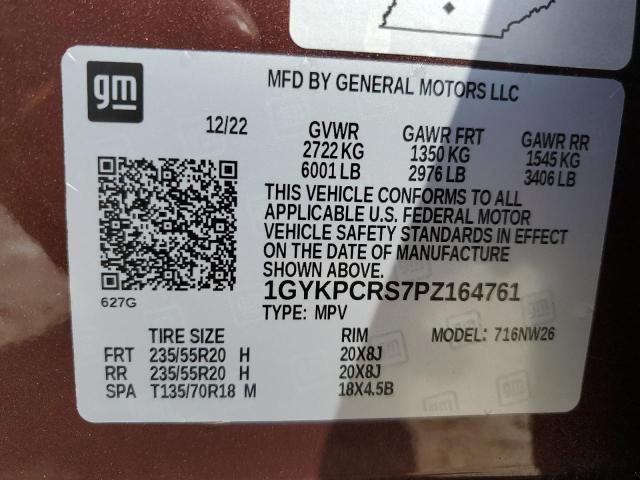 gm
MFD BY GENERAL MOTORS LLC
12/22 GVWR GAWR FRT GAWR RR
2722 KG 1350 KG 1545 KG
6001 LB 2976 LB 3406 LB
THIS VEHICLE CONFORMS TO ALL
APPLICABLE U.S. FEDERAL MOTOR
VEHICLE SAFETY STANDARDS IN EFFECT
ON THE DATE OF MANUFACTURE
SHOWN ABOVE.
627G
1GYKPCRS7PZ164761
TYPE: MPV
TIRE SIZE RIM MODEL: 716NW26
FRT 235/55R20 H 20X8J
RR 235/55R20 H 20X8J
SPA T135/70R18 M 18X4.5B